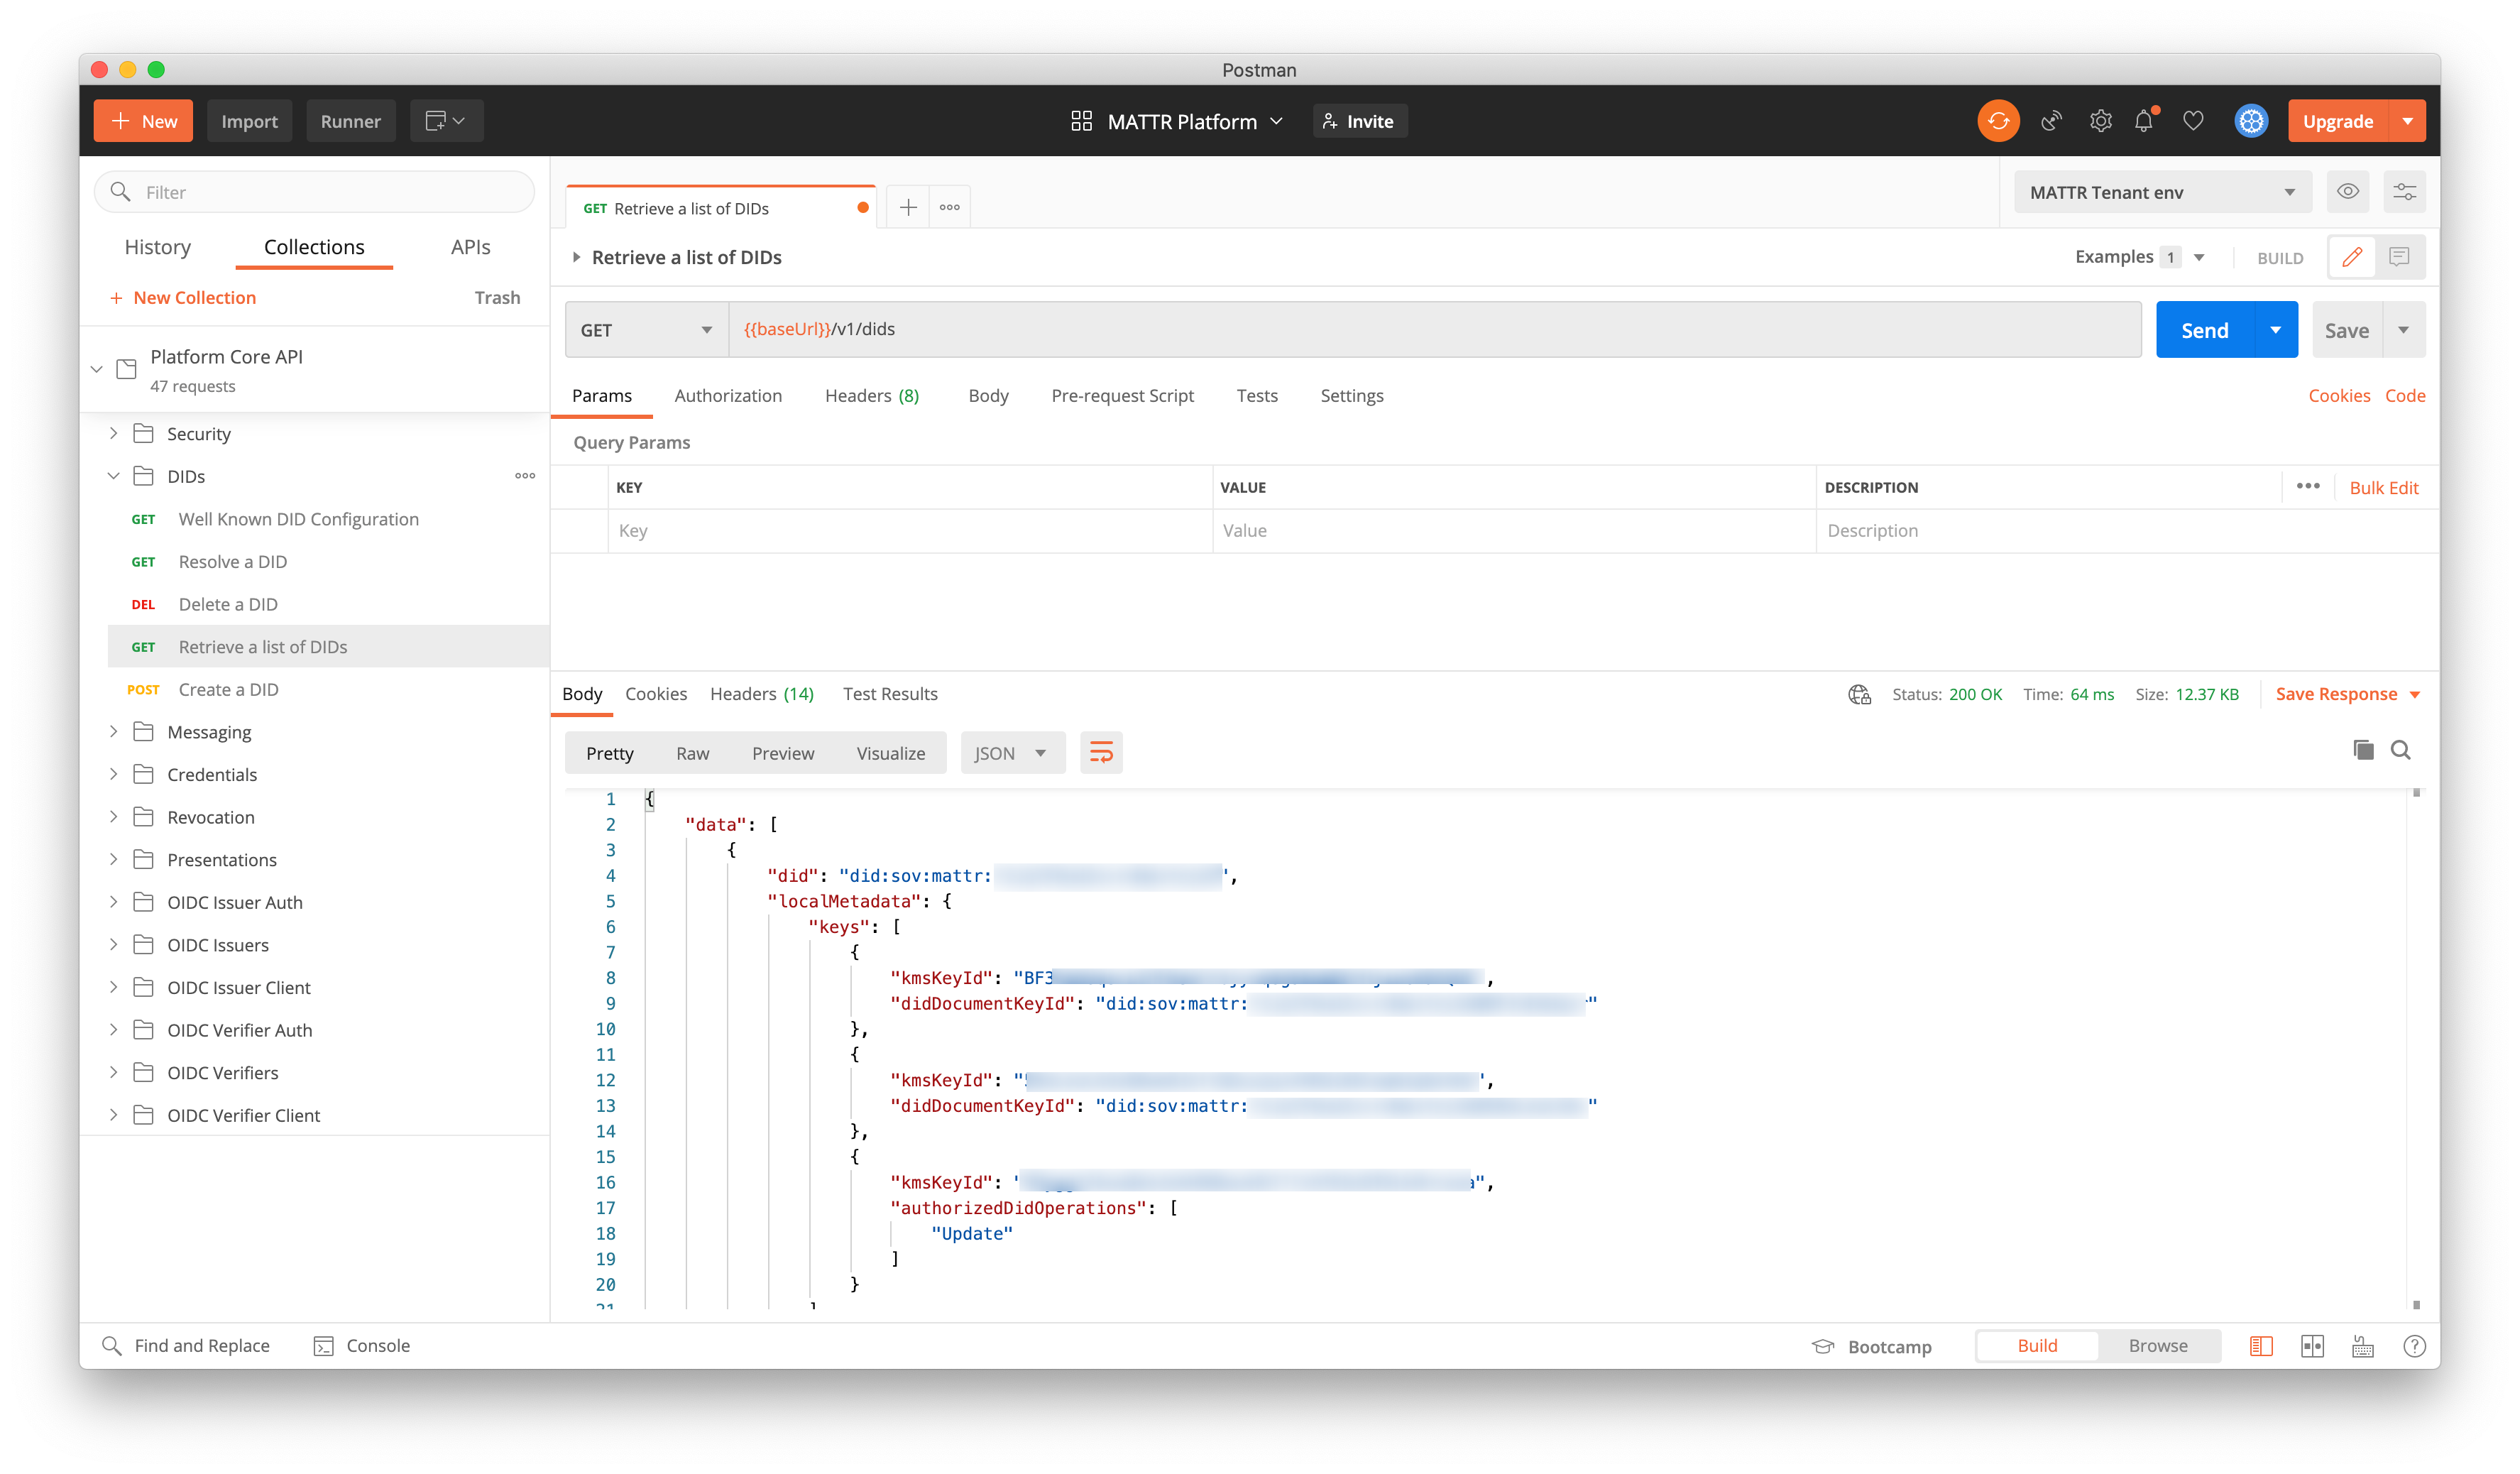 Postman
New
Import
Runner
MATTR Platform
Invite
Upgrade
Filter
History
Collections
APIs
New Collection
Trash
Platform Core API
47 requests
Security
DIDs
GET Well Known DID Configuration
GET Resolve a DID
DEL Delete a DID
GET Retrieve a list of DIDs
POST Create a DID
Messaging
Credentials
Revocation
Presentations
OIDC Issuer Auth
OIDC Issuers
OIDC Issuer Client
OIDC Verifier Auth
OIDC Verifiers
OIDC Verifier Client
GET Retrieve a list of DIDs
MATTR Tenant env
Retrieve a list of DIDs
Examples 1
BUILD
GET
{{baseUrl}}/v1/dids
Send
Save
Params
Authorization
Headers (8)
Body
Pre-request Script
Tests
Settings
Cookies
Code
Query Params
KEY
VALUE
DESCRIPTION
Bulk Edit
Key
Value
Description
Body
Cookies
Headers (14)
Test Results
Status: 200 OK
Time: 64 ms
Size: 12.37 KB
Save Response
Pretty
Raw
Preview
Visualize
JSON
1 {
2 "data": [
3 {
4 "did": "did:sov:mattr: ",
5 "localMetadata": {
6 "keys": [
7 {
8 "kmsKeyId": "BF3 ,
9 "didDocumentKeyId": "did:sov:mattr: "
10 },
11 {
12 "kmsKeyId": " ",
13 "didDocumentKeyId": "did:sov:mattr: "
14 },
15 {
16 "kmsKeyId": " a",
17 "authorizedDidOperations": [
18 "Update"
19 ]
20 }
21 ]
Find and Replace
Console
Bootcamp
Build
Browse